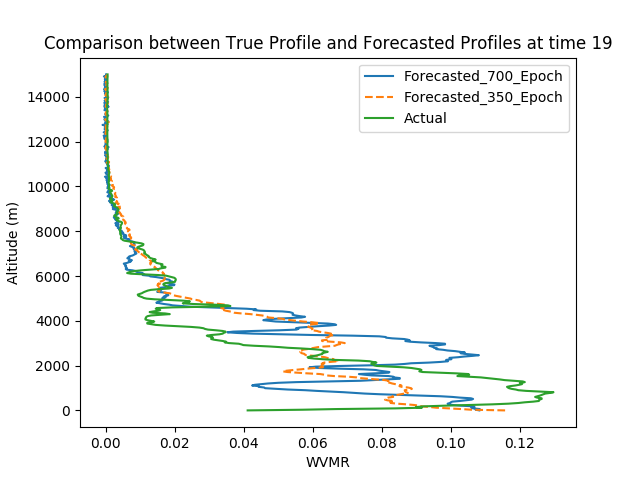 Comparison between True Profile and Forecasted Profiles at time 19
Forecasted_700_Epoch
Forecasted_350_Epoch
Actual
Altitude (m)
14000
12000
10000
8000
6000
4000
2000
0
0.00 0.02 0.04 0.06 0.08 0.10 0.12
WVMR